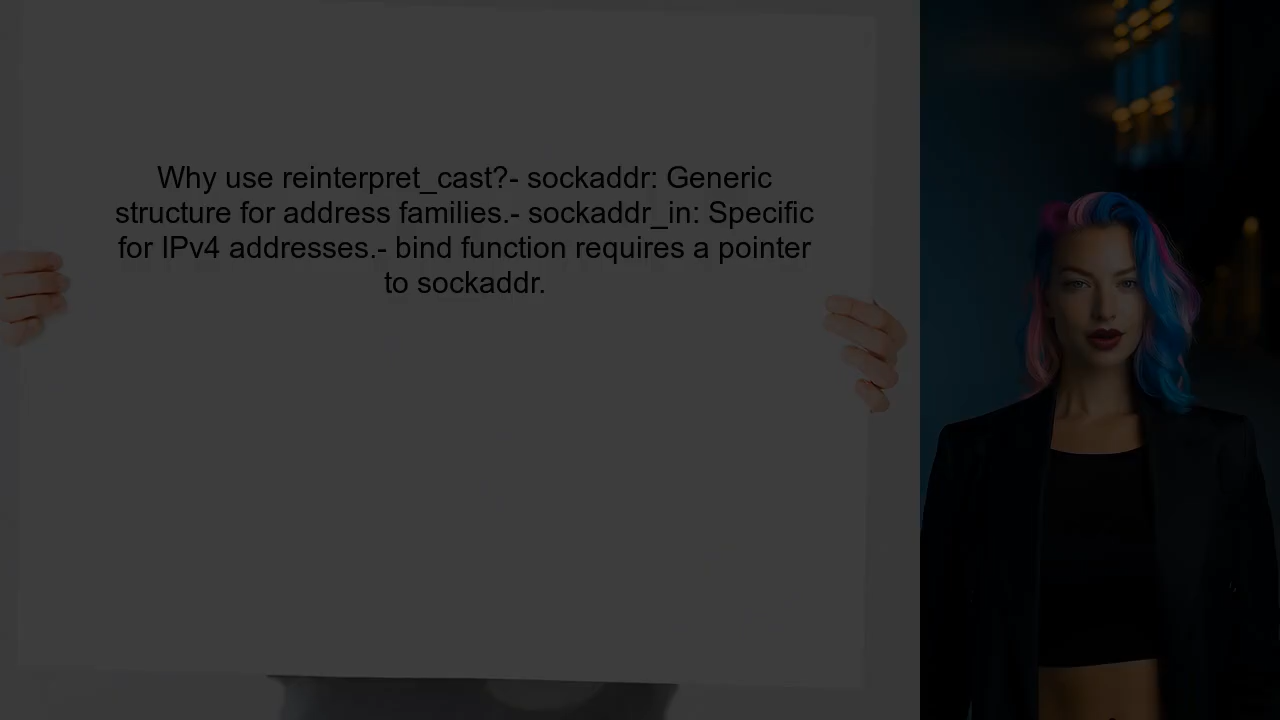 Why use reinterpret_cast?- sockaddr: Generic
structure for address families.- sockaddr_in: Specific
for IPv4 addresses.- bind function requires a pointer
to sockaddr.